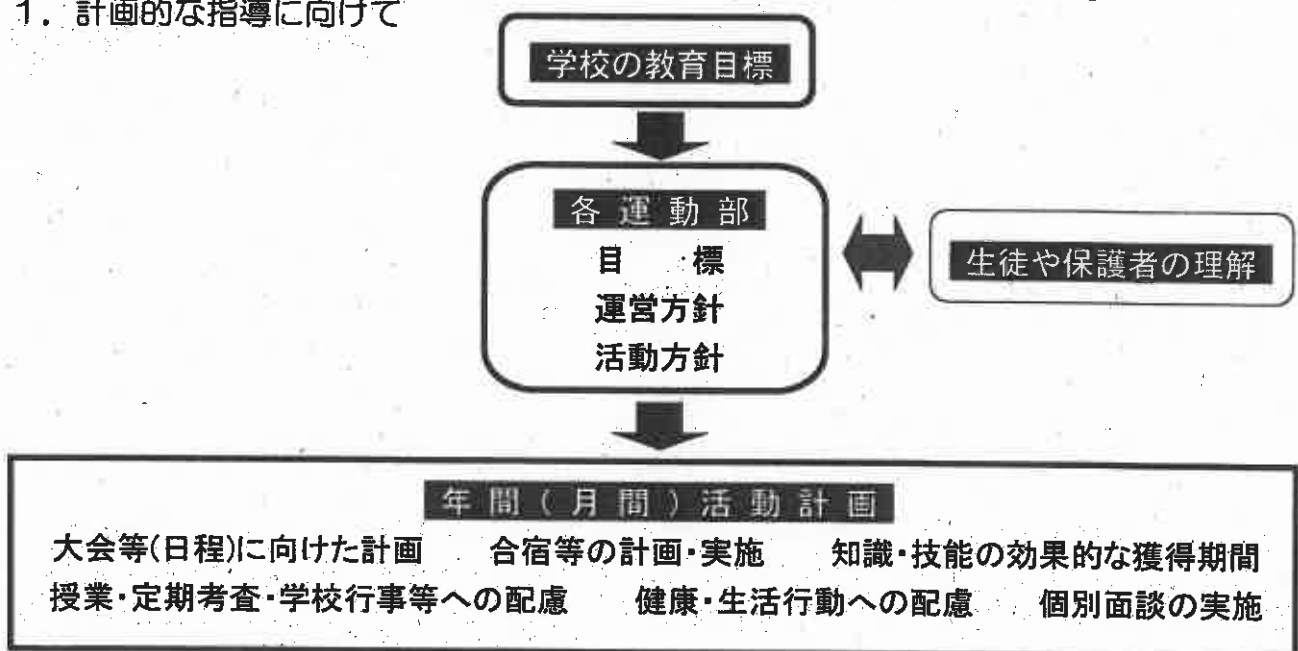 1．計画的な指導に向けて
学校の教育目標
各運動部
目　標
運営方針
活動方針
生徒や保護者の理解
年間(月間)活動計画
大会等(日程)に向けた計画　合宿等の計画・実施　知識・技能の効果的な獲得期間
授業・定期考査・学校行事等への配慮　健康・生活行動への配慮　個別面談の実施